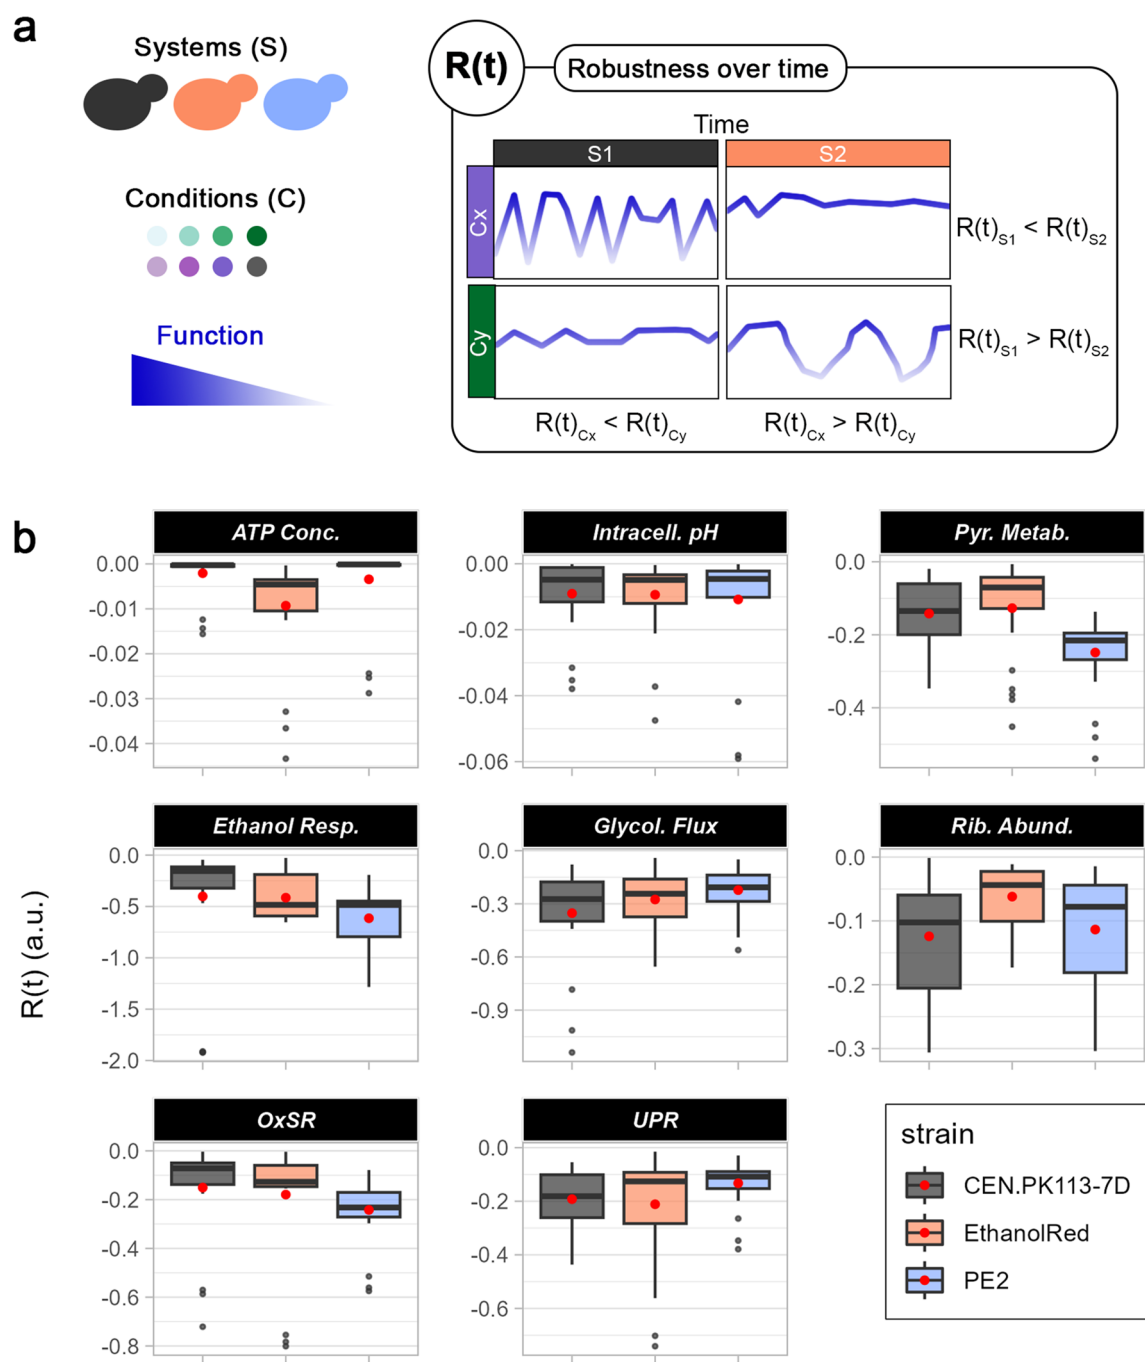 a
Systems (S)
Conditions (C)
Function
R(t)
Robustness over time
Time
S1
S2
Cx
R(t)S1 < R(t)S2
Cy
R(t)S1 > R(t)S2
R(t)Cx < R(t)Cy
R(t)Cx > R(t)Cy
b
R(t) (a.u.)
ATP Conc.
0.00
-0.01
-0.02
-0.03
-0.04
Intracell. pH
0.00
-0.02
-0.04
-0.06
Pyr. Metab.
0.0
-0.2
-0.4
Ethanol Resp.
0.0
-0.5
-1.0
-1.5
-2.0
Glycol. Flux
0.0
-0.3
-0.6
-0.9
Rib. Abund.
0.0
-0.1
-0.2
-0.3
OxSR
0.0
-0.2
-0.4
-0.6
-0.8
UPR
0.0
-0.2
-0.4
-0.6
strain
CEN.PK113-7D
EthanolRed
PE2